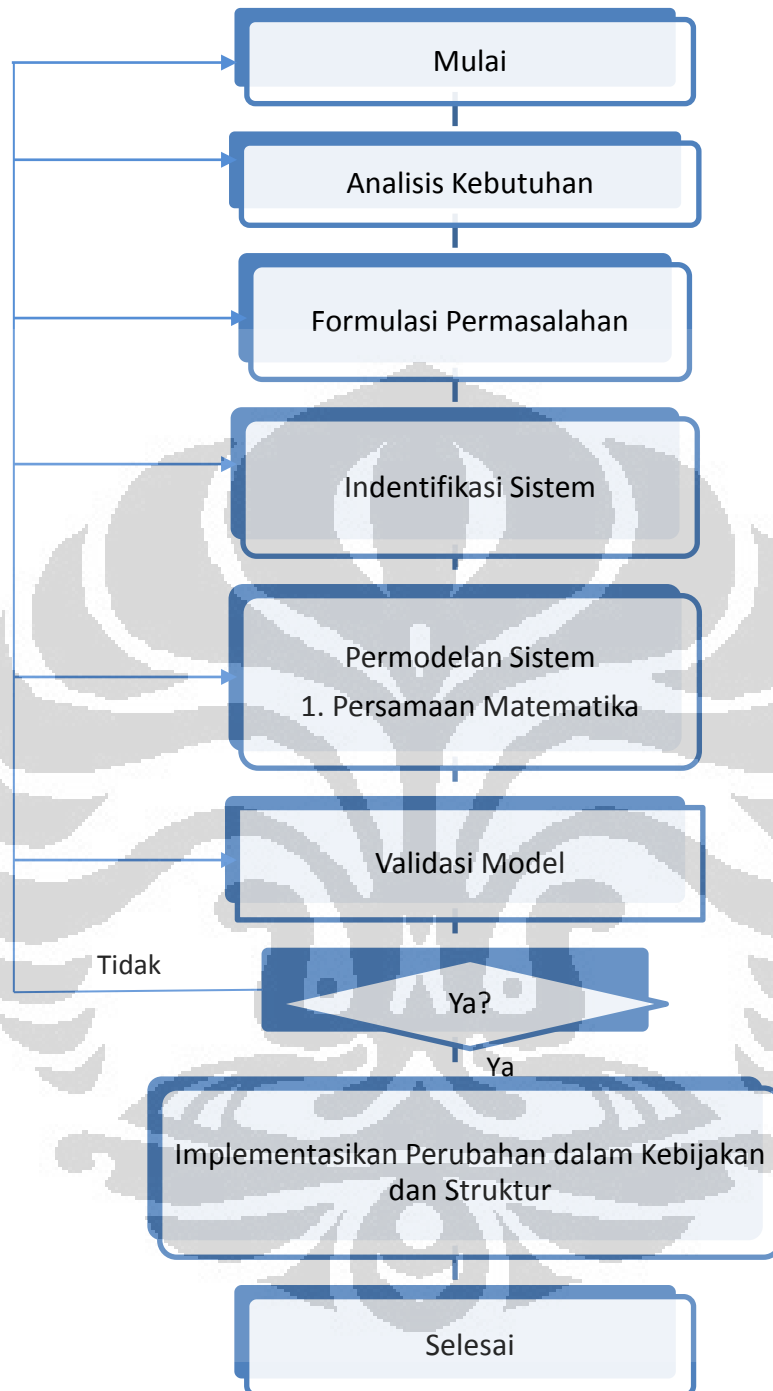 Mulai
Analisis Kebutuhan
Formulasi Permasalahan
Indentifikasi Sistem
Permodelan Sistem
1. Persamaan Matematika
Validasi Model
Tidak
Ya?
Ya
Implementasikan Perubahan dalam Kebijakan
dan Struktur
Selesai